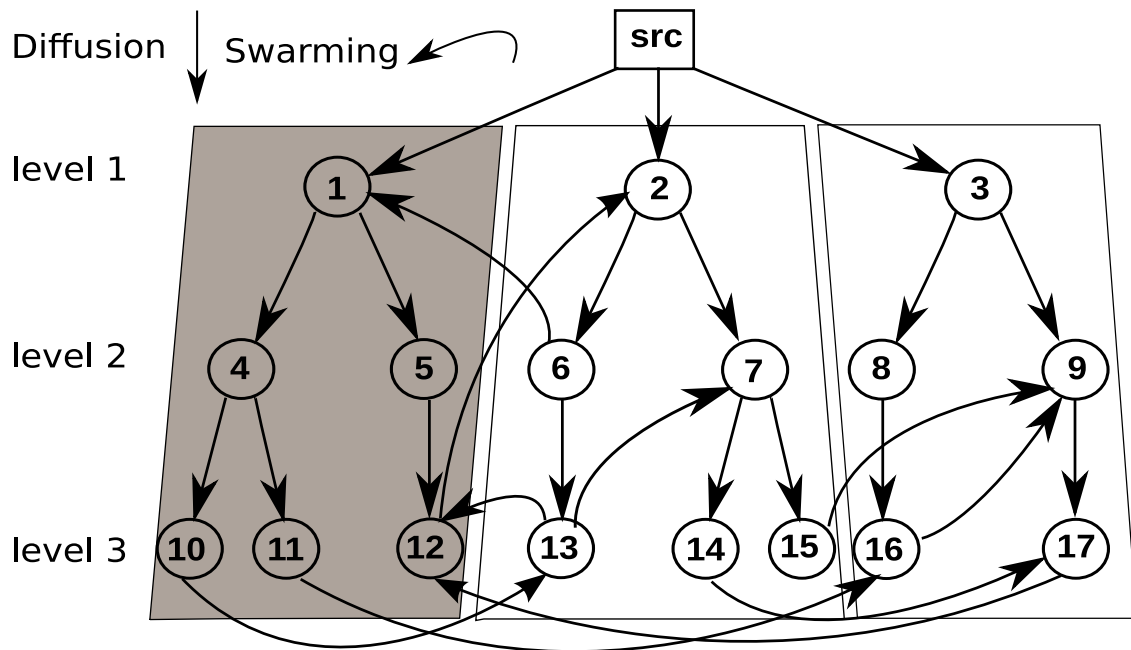 src
Diffusion
Swarming
level 1
1 2 3
level 2
4 5 6 7 8 9
level 3
10 11 12 13 14 15 16 17